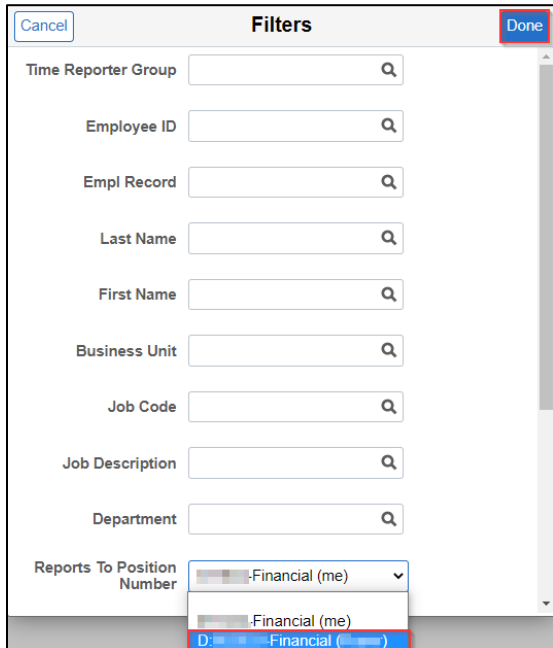 Cancel Filters Done
Time Reporter Group
Employee ID
Empl Record
Last Name
First Name
Business Unit
Job Code
Job Description
Department
Reports To Position
Number
-Financial (me)
-Financial (me)
D: -Financial ( )